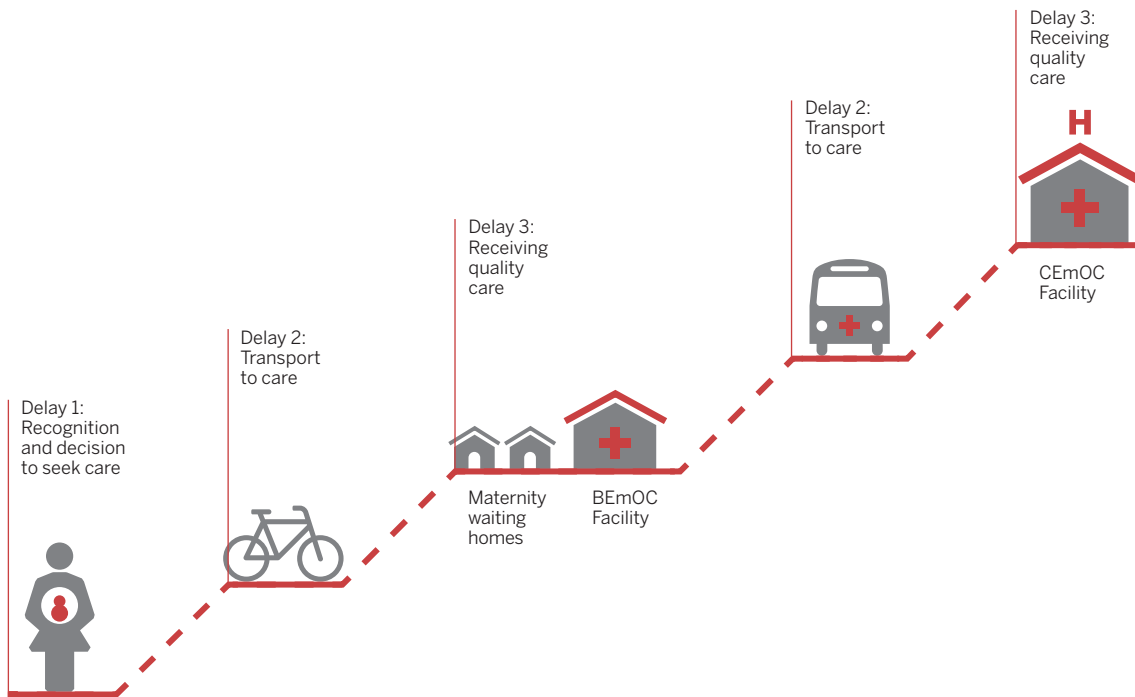 Delay 1:
Recognition
and decision
to seek care
Delay 2:
Transport
to care
Delay 3:
Receiving
quality
care
Maternity
waiting
homes
BEmOC
Facility
Delay 2:
Transport
to care
Delay 3:
Receiving
quality
care
H
CEmOC
Facility